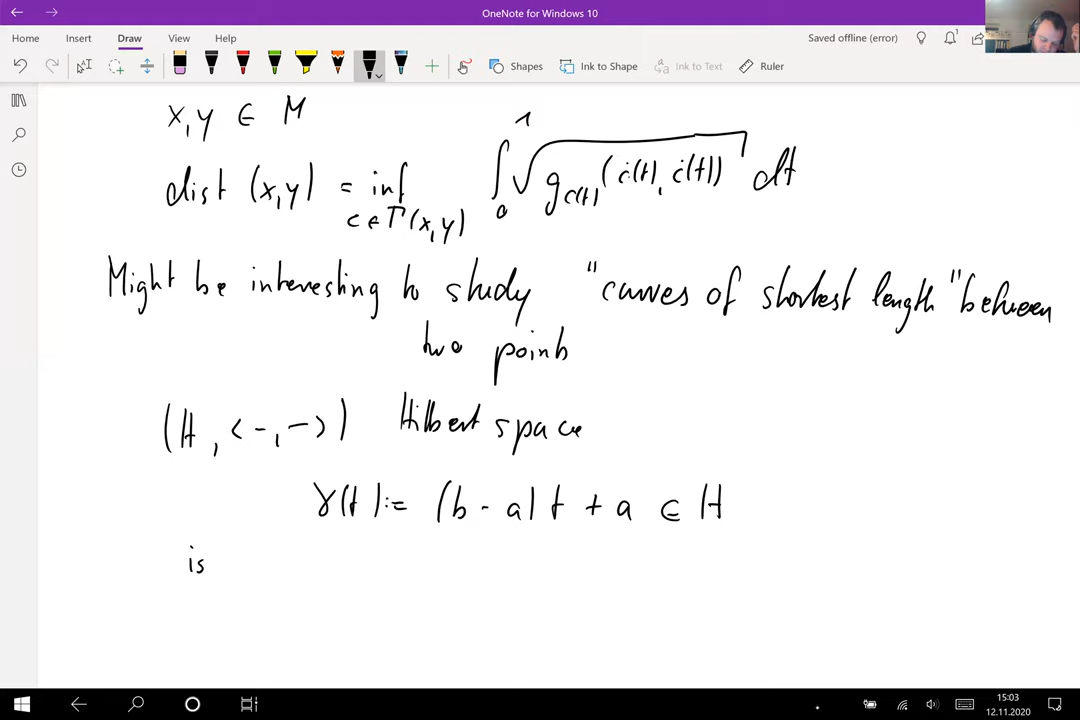 OneNote for Windows 10
Home Insert Draw View Help Saved offline (error)
Shapes Ink to Shape Ink to Text Ruler
x,y ∈ M
dist (x,y) = inf_{c ∈ Γ(x,y)} ∫_0^1 √(g_{c(t)}(ċ(t), ċ(t))) dt
Might be interesting to study "curves of shortest length" between
two points
(H, <-,->) Hilbert space
γ(t) := (b - a) t + a ∈ H
is
15:03
12.11.2020